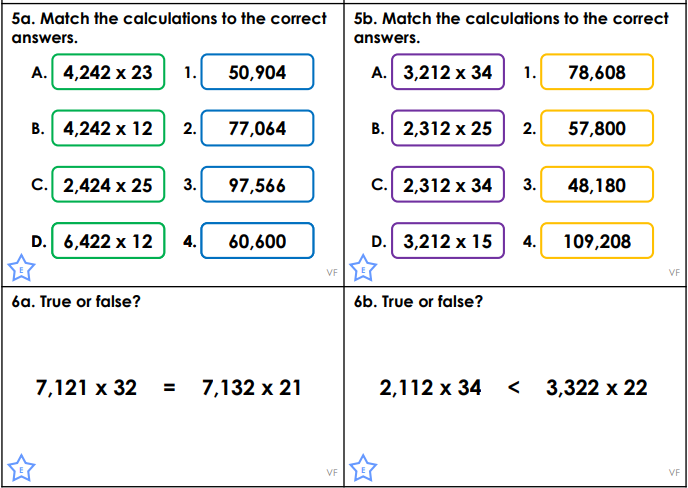 5a. Match the calculations to the correct
answers.
A. 4,242 x 23 1. 50,904
B. 4,242 x 12 2. 77,064
C. 2,424 x 25 3. 97,566
D. 6,422 x 12 4. 60,600
E
VF
5b. Match the calculations to the correct
answers.
A. 3,212 x 34 1. 78,608
B. 2,312 x 25 2. 57,800
C. 2,312 x 34 3. 48,180
D. 3,212 x 15 4. 109,208
E
VF
6a. True or false?
7,121 x 32 = 7,132 x 21
E
VF
6b. True or false?
2,112 x 34 < 3,322 x 22
E
VF